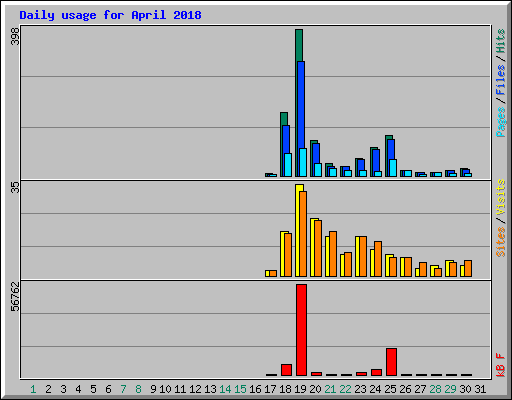 Daily usage for April 2018
398
Pages / Files / Hits
35
Sites / Visits
56762
kB F
1 2 3 4 5 6 7 8 9 10 11 12 13 14 15 16 17 18 19 20 21 22 23 24 25 26 27 28 29 30 31